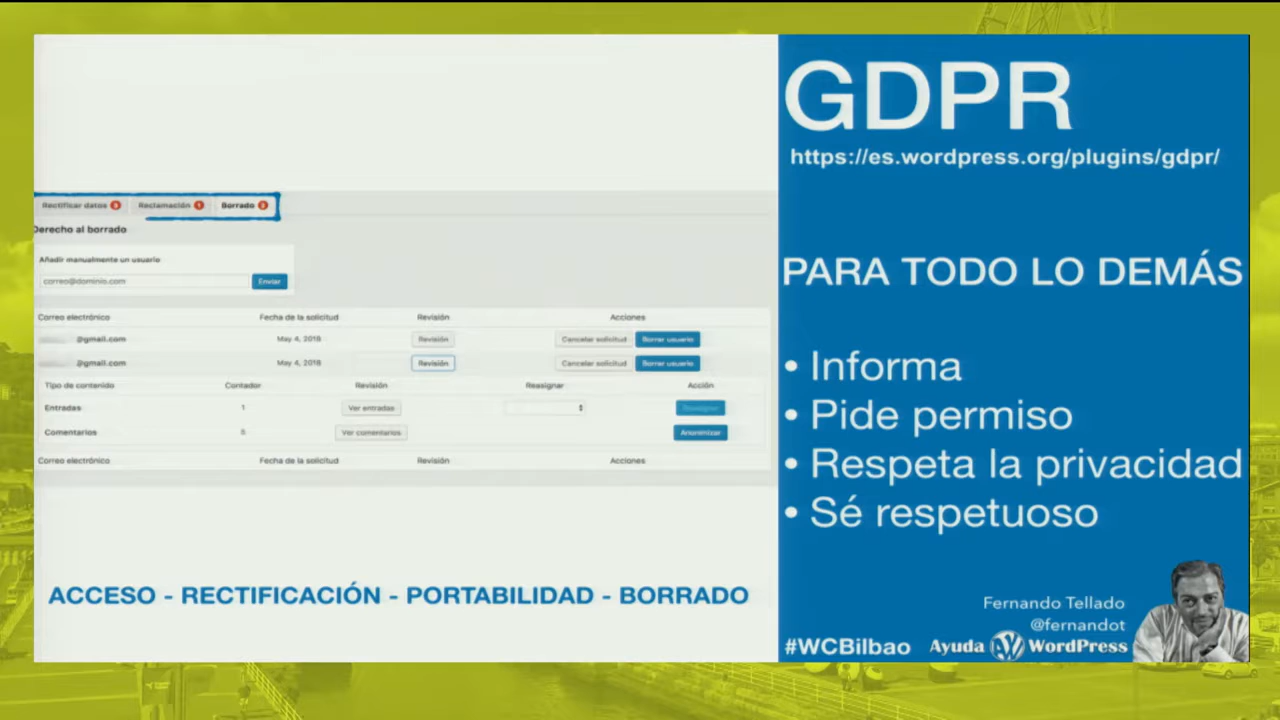 GDPR
https://es.wordpress.org/plugins/gdpr/
Rectificar datos 3 Reclamación 1 Borrado 2
Derecho al borrado
Añadir manualmente un usuario
correo@dominio.com Enviar
Correo electrónico Fecha de la solicitud Revisión Acciones
@gmail.com May 4, 2018 Revisión Cancelar solicitud Borrar usuario
@gmail.com May 4, 2018 Revisión Cancelar solicitud Borrar usuario
Tipo de contenido Contador Revisión Reasignar Acción
Entradas 1 Ver entradas
Comentarios Ver comentarios Anonimizar
Correo electrónico Fecha de la solicitud Revisión Acciones
ACCESO - RECTIFICACIÓN - PORTABILIDAD - BORRADO
PARA TODO LO DEMÁS
• Informa
• Pide permiso
• Respeta la privacidad
• Sé respetuoso
Fernando Tellado
@fernandot
#WCBilbao Ayuda AW WordPress